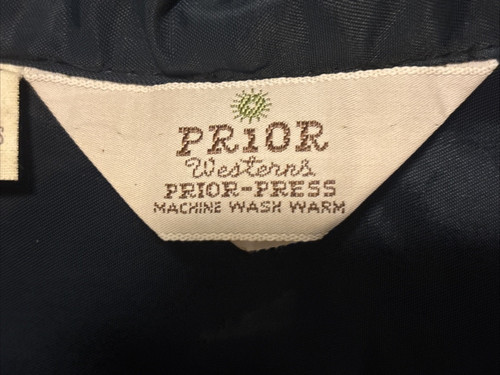 PRiOR
Westerns
PRIOR-PRESS
MACHINE WASH WARM